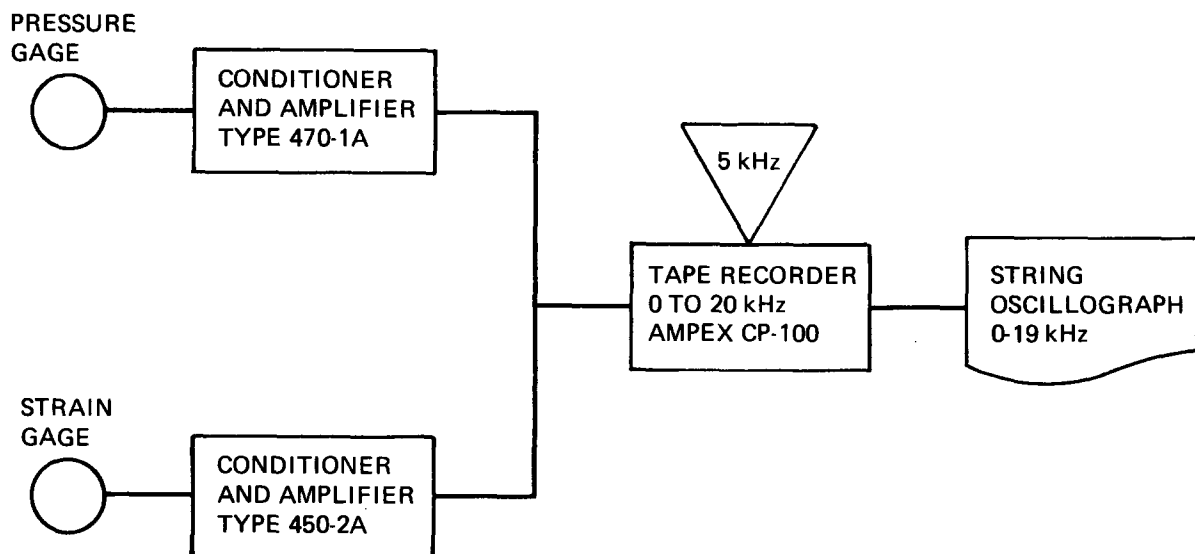 PRESSURE
GAGE
CONDITIONER
AND AMPLIFIER
TYPE 470-1A
5 kHz
TAPE RECORDER
0 TO 20 kHz
AMPEX CP-100
STRING
OSCILLOGRAPH
0-19 kHz
STRAIN
GAGE
CONDITIONER
AND AMPLIFIER
TYPE 450-2A